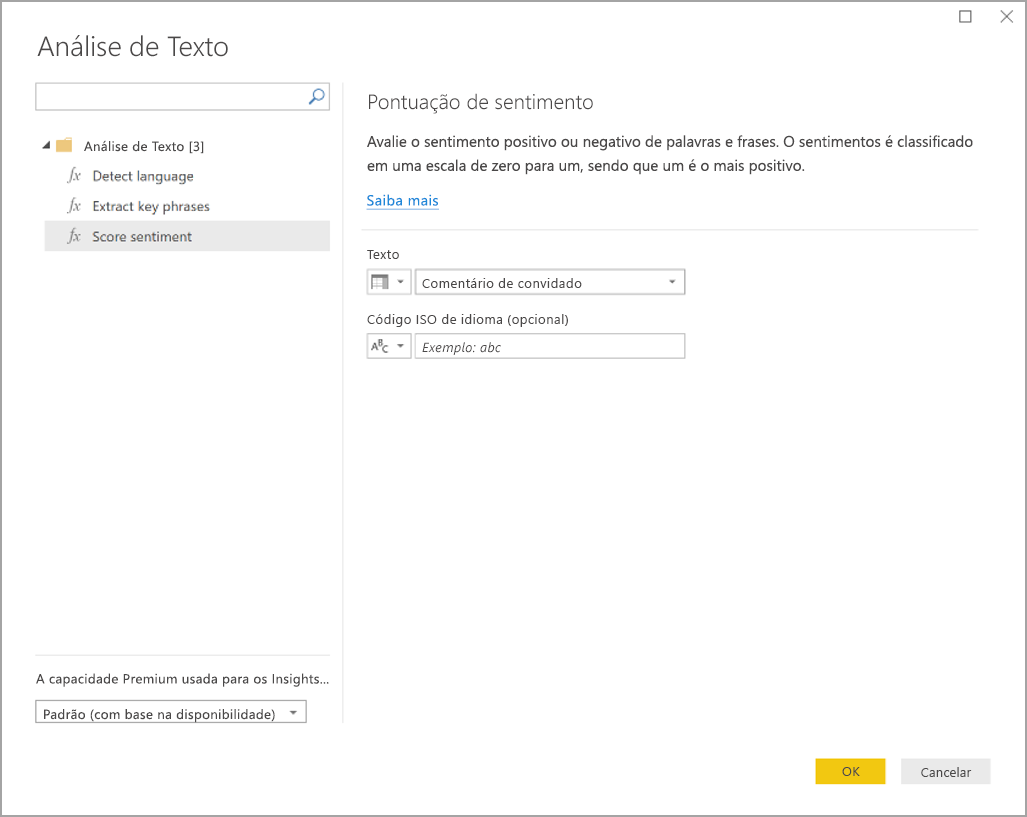 Análise de Texto
Análise de Texto [3]
fx Detect language
fx Extract key phrases
fx Score sentiment
A capacidade Premium usada para os Insights...
Padrão (com base na disponibilidade)
Pontuação de sentimento
Avalie o sentimento positivo ou negativo de palavras e frases. O sentimentos é classificado
em uma escala de zero para um, sendo que um é o mais positivo.
Saiba mais
Texto
Comentário de convidado
Código ISO de idioma (opcional)
ABC Exemplo: abc
OK
Cancelar